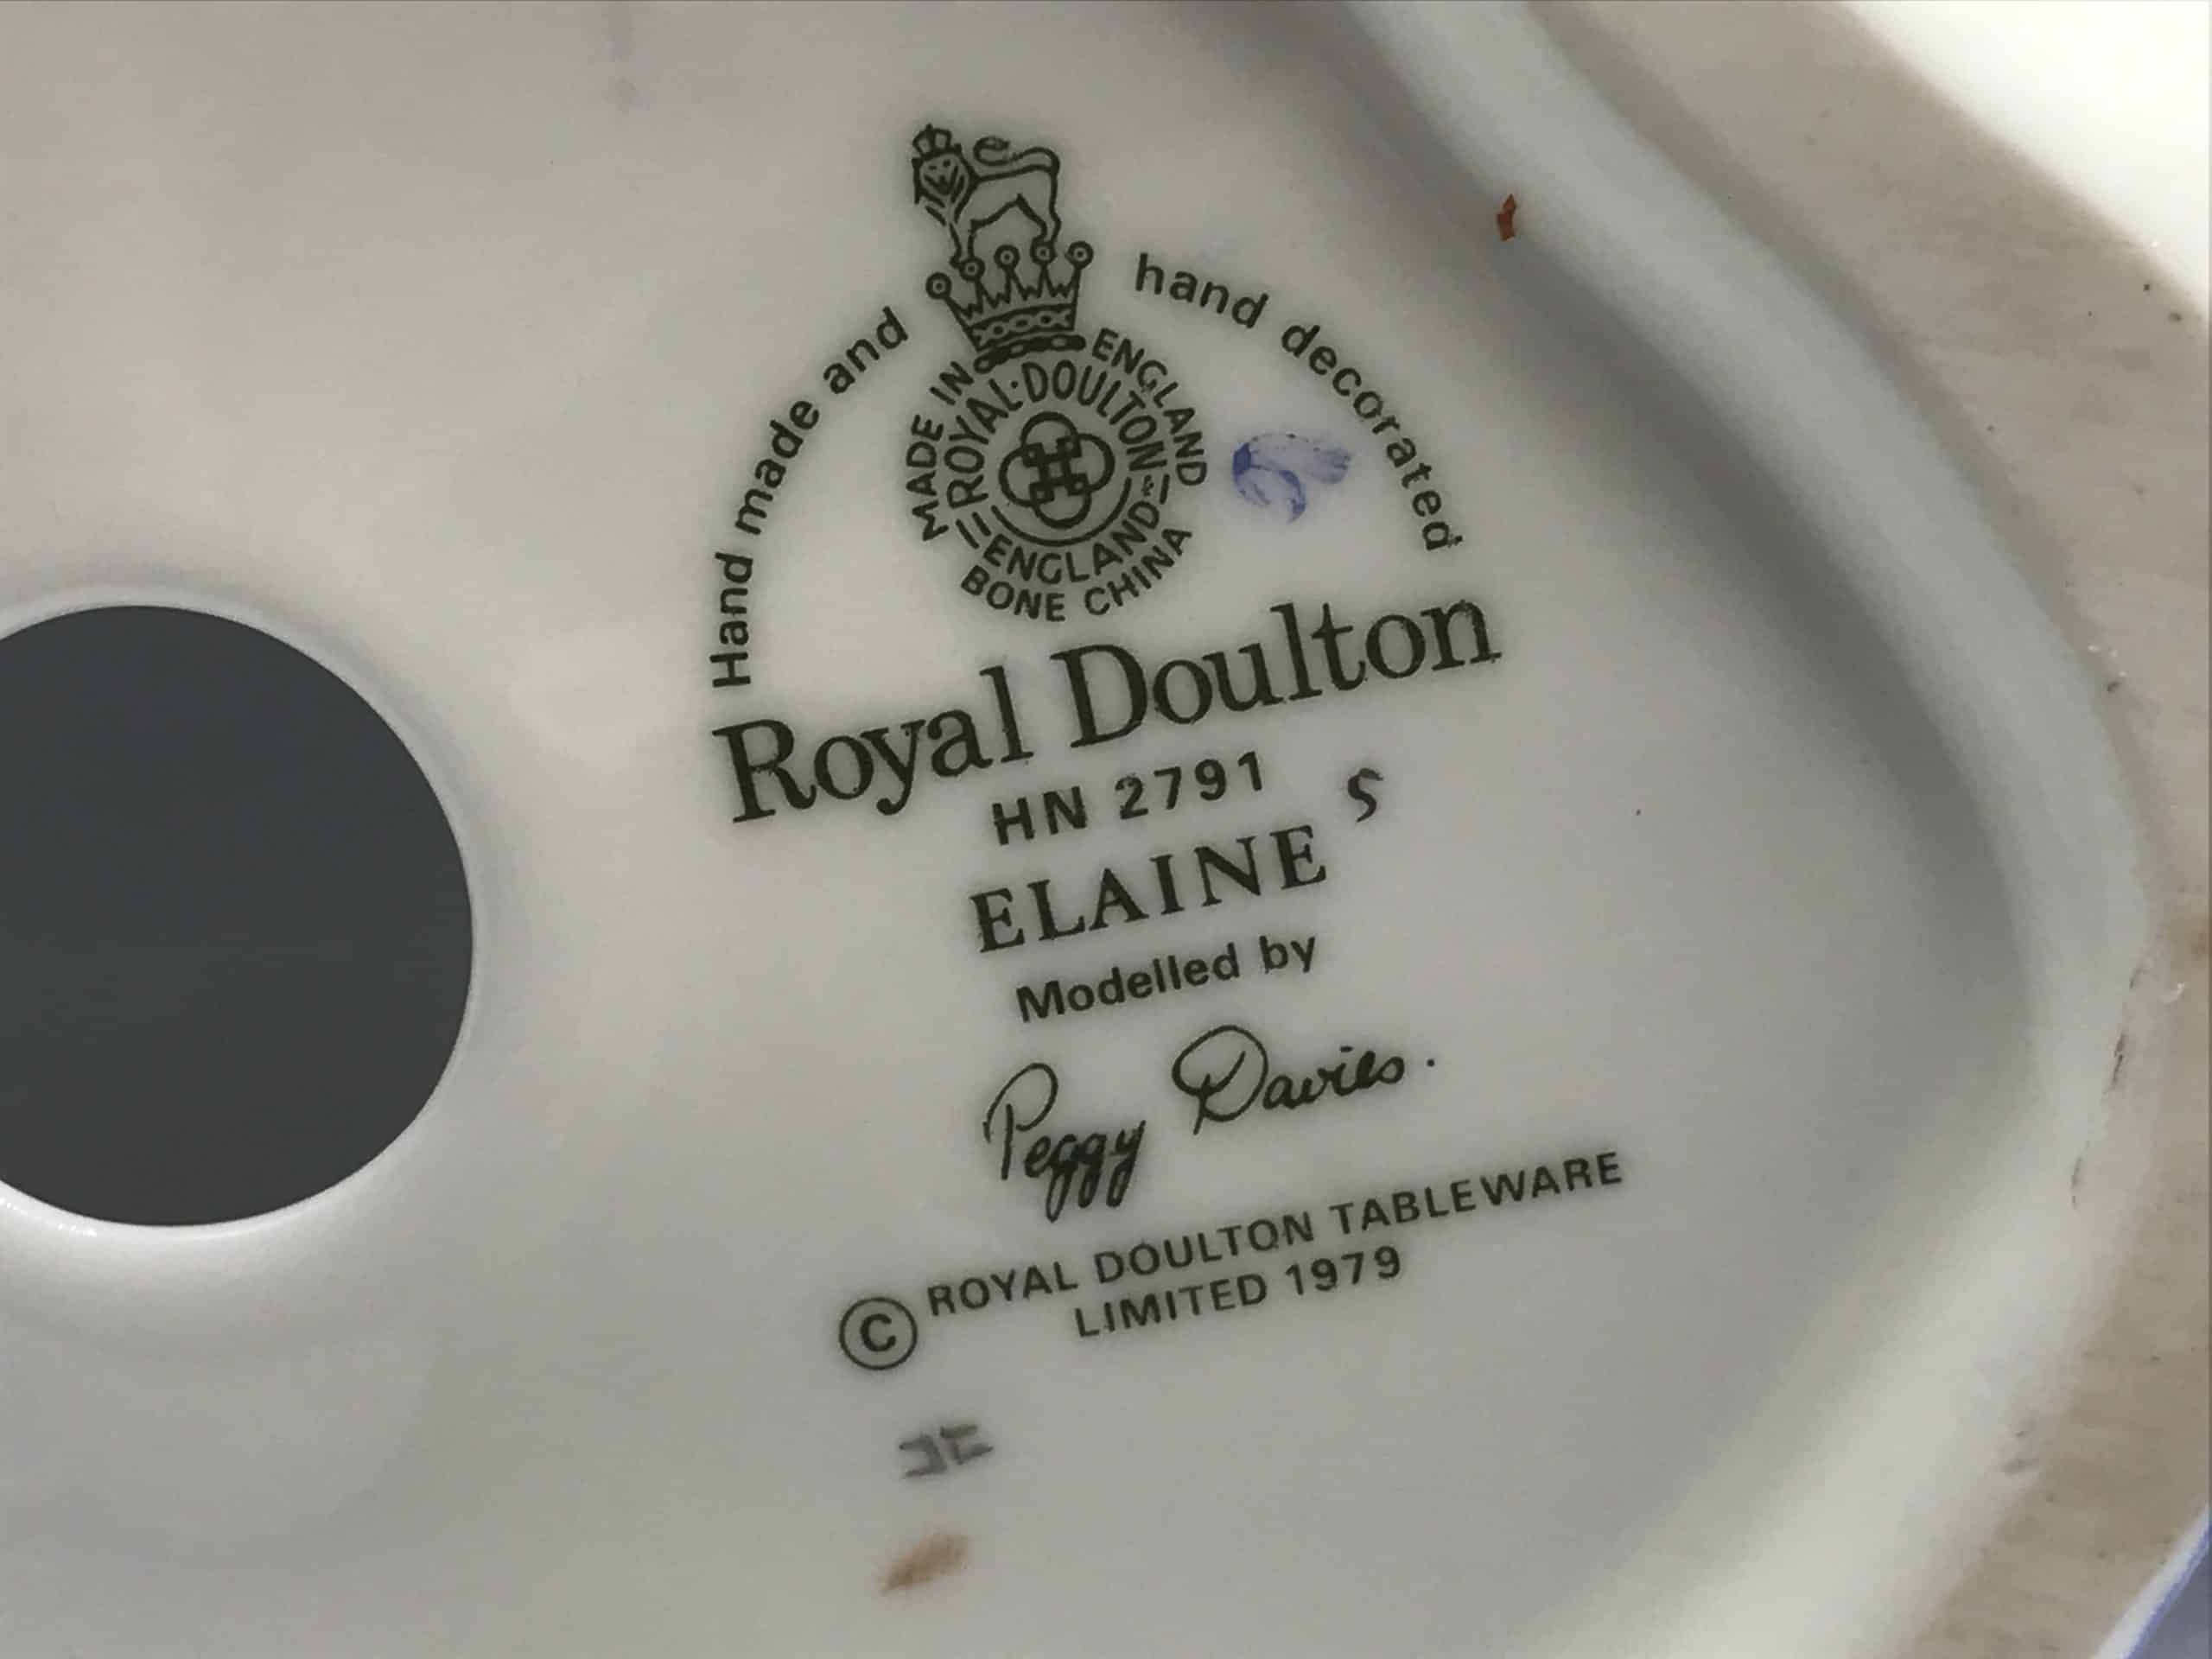 Hand made and hand decorated
MADE IN ENGLAND
ROYAL·DOULTON
ENGLAND
BONE CHINA
Royal Doulton
HN 2791
S
ELAINE
Modelled by
Peggy Davies.
© ROYAL DOULTON TABLEWARE
LIMITED 1979